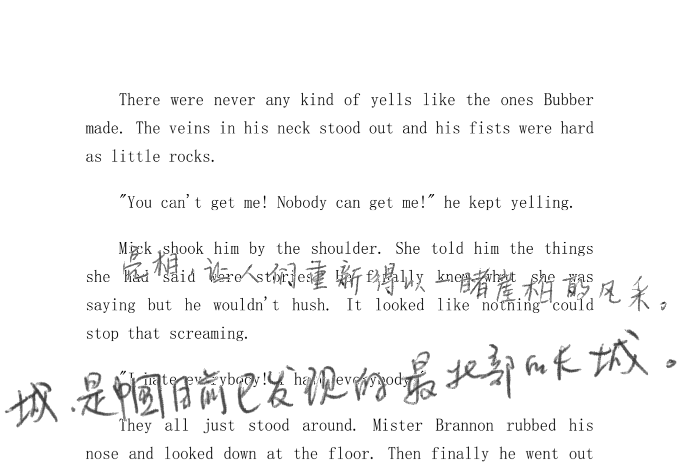 There were never any kind of yells like the ones Bubber
made. The veins in his neck stood out and his fists were hard
as little rocks.
"You can't get me! Nobody can get me!" he kept yelling.
Mick shook him by the shoulder. She told him the things
亮相,让人们重新得以一睹崖柏的风采。
she had said were stories. He finally knew what she was
saying but he wouldn't hush. It looked like nothing could
stop that screaming.
"I hate everybody! I hate everybody!"
城,是中国目前已发现的最北部的长城。
They all just stood around. Mister Brannon rubbed his
nose and looked down at the floor. Then finally he went out